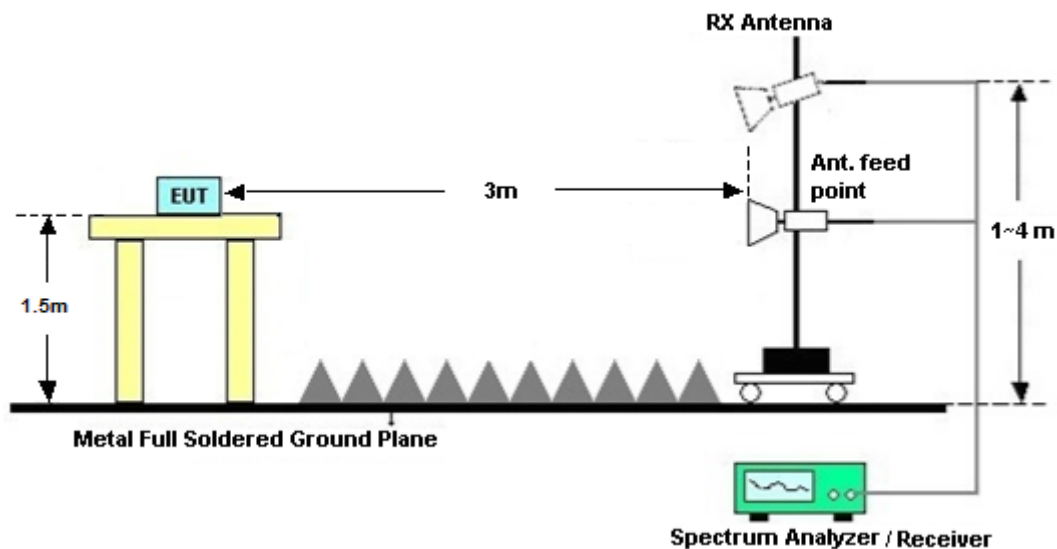 RX Antenna
Ant. feed
point
EUT
3m
1~4 m
1.5m
Metal Full Soldered Ground Plane
Spectrum Analyzer / Receiver